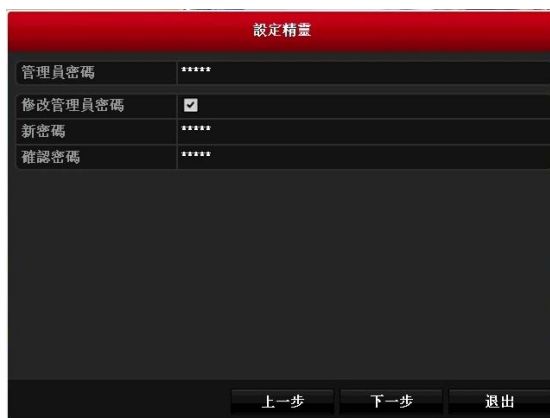 設定精靈
管理員密碼 *****
修改管理員密碼
新密碼 *****
確認密碼 *****
上一步 下一步 退出